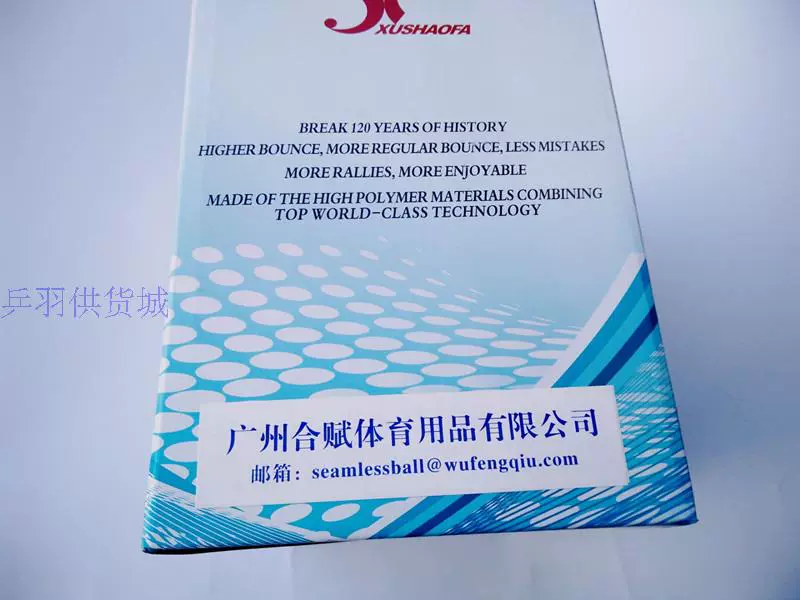 XUSHAOFA
BREAK 120 YEARS OF HISTORY
HIGHER BOUNCE, MORE REGULAR BOUNCE, LESS MISTAKES
MORE RALLIES, MORE ENJOYABLE
MADE OF THE HIGH POLYMER MATERIALS COMBINING
TOP WORLD-CLASS TECHNOLOGY
乒羽供货城
广州合赋体育用品有限公司
邮箱：seamlessball@wufengqiu.com